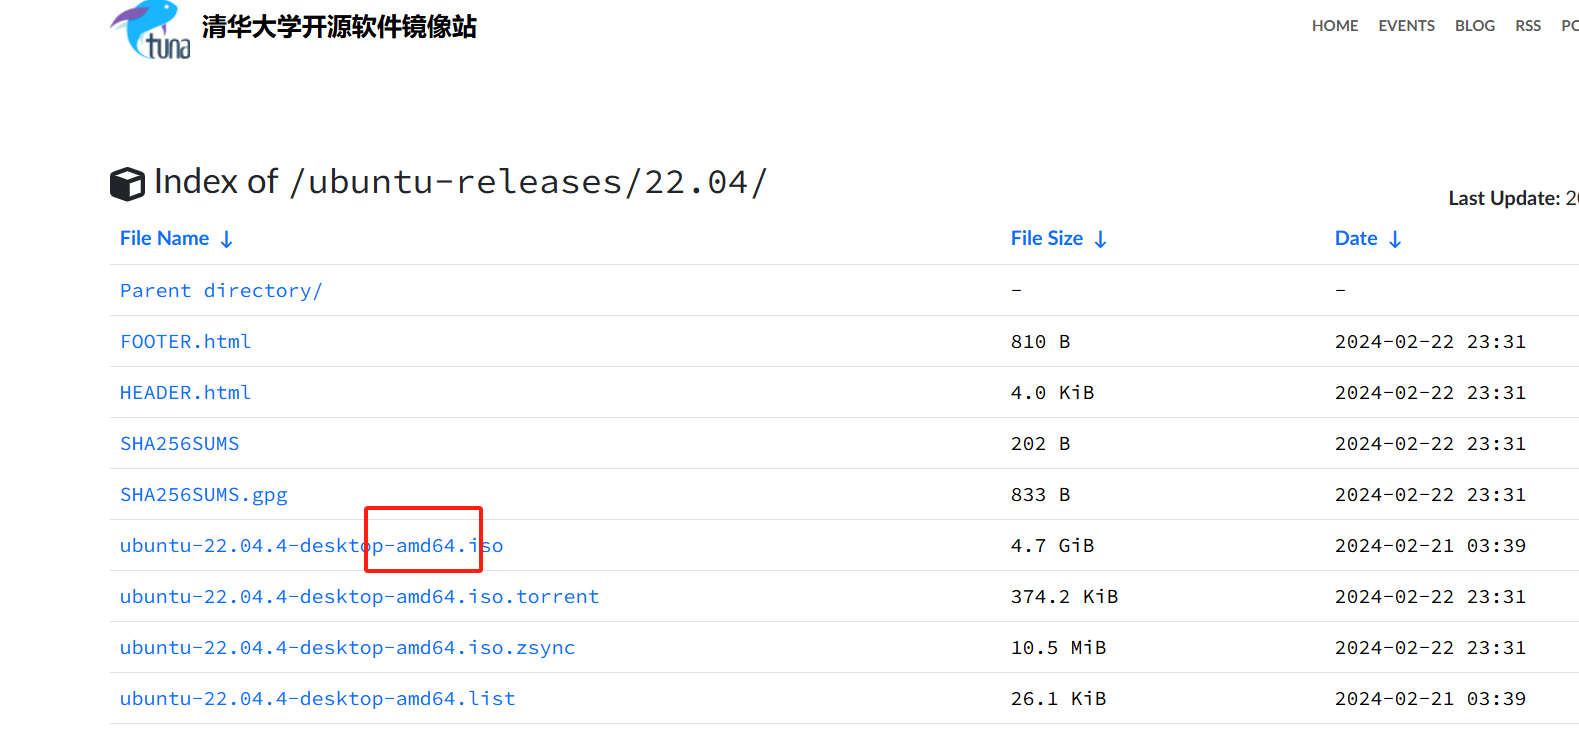 tuna 清华大学开源软件镜像站 HOME EVENTS BLOG RSS
Index of /ubuntu-releases/22.04/
Last Update:
File Name ↓ File Size ↓ Date ↓
Parent directory/ - -
FOOTER.html 810 B 2024-02-22 23:31
HEADER.html 4.0 KiB 2024-02-22 23:31
SHA256SUMS 202 B 2024-02-22 23:31
SHA256SUMS.gpg 833 B 2024-02-22 23:31
ubuntu-22.04.4-desktop-amd64.iso 4.7 GiB 2024-02-21 03:39
ubuntu-22.04.4-desktop-amd64.iso.torrent 374.2 KiB 2024-02-22 23:31
ubuntu-22.04.4-desktop-amd64.iso.zsync 10.5 MiB 2024-02-22 23:31
ubuntu-22.04.4-desktop-amd64.list 26.1 KiB 2024-02-21 03:39